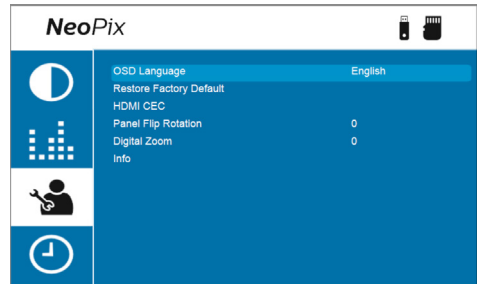 NeoPix
OSD Language English
Restore Factory Default
HDMI CEC
Panel Flip Rotation 0
Digital Zoom 0
Info